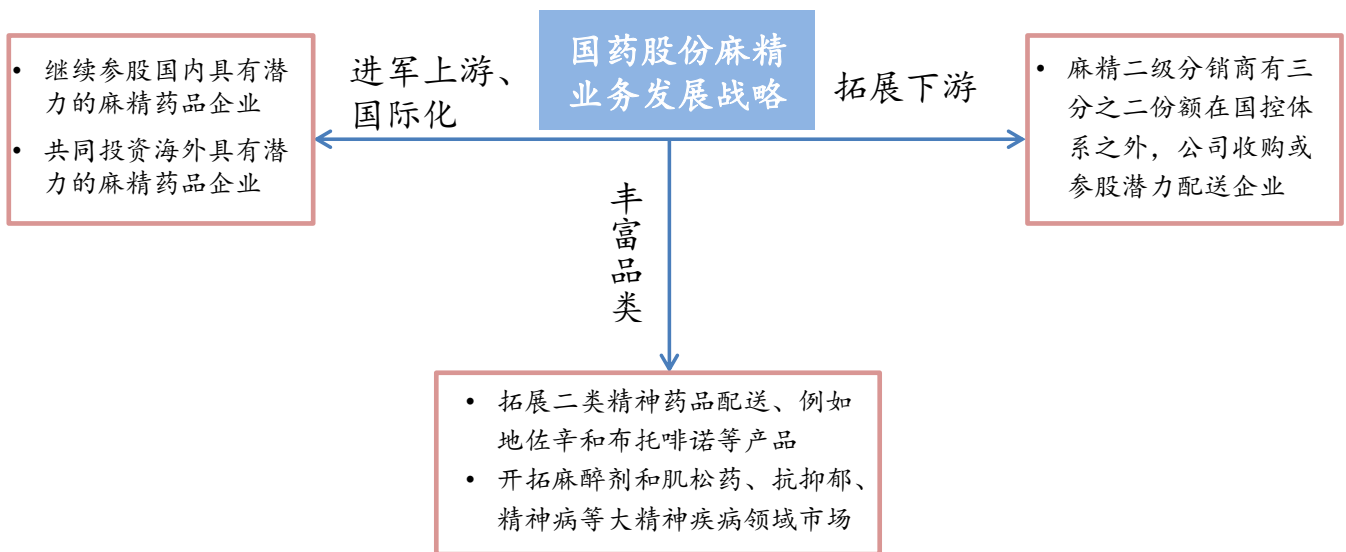 国药股份麻精
业务发展战略
进军上游、
国际化
• 继续参股国内具有潜
力的麻精药品企业
• 共同投资海外具有潜
力的麻精药品企业
拓展下游
• 麻精二级分销商有三
分之二份额在国控体
系之外，公司收购或
参股潜力配送企业
丰富品类
• 拓展二类精神药品配送、例如
地佐辛和布托啡诺等产品
• 开拓麻醉剂和肌松药、抗抑郁、
精神病等大精神疾病领域市场